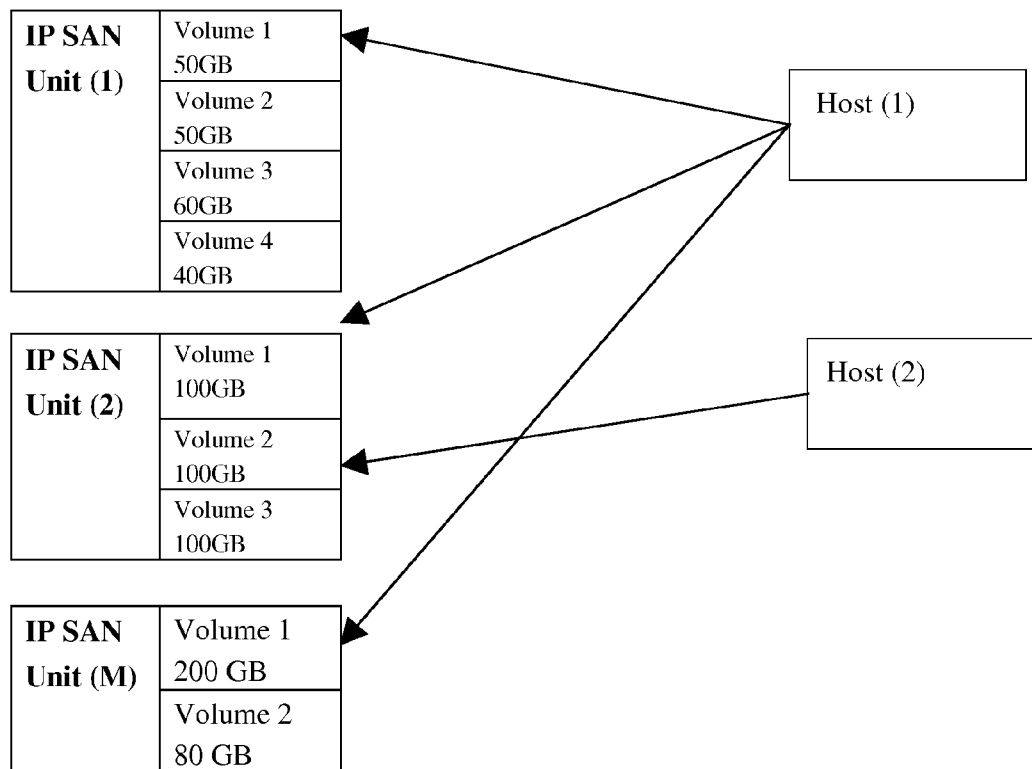 IP SAN
Unit (1)
Volume 1
50GB
Volume 2
50GB
Volume 3
60GB
Volume 4
40GB
Host (1)
IP SAN
Unit (2)
Volume 1
100GB
Volume 2
100GB
Volume 3
100GB
Host (2)
IP SAN
Unit (M)
Volume 1
200 GB
Volume 2
80 GB